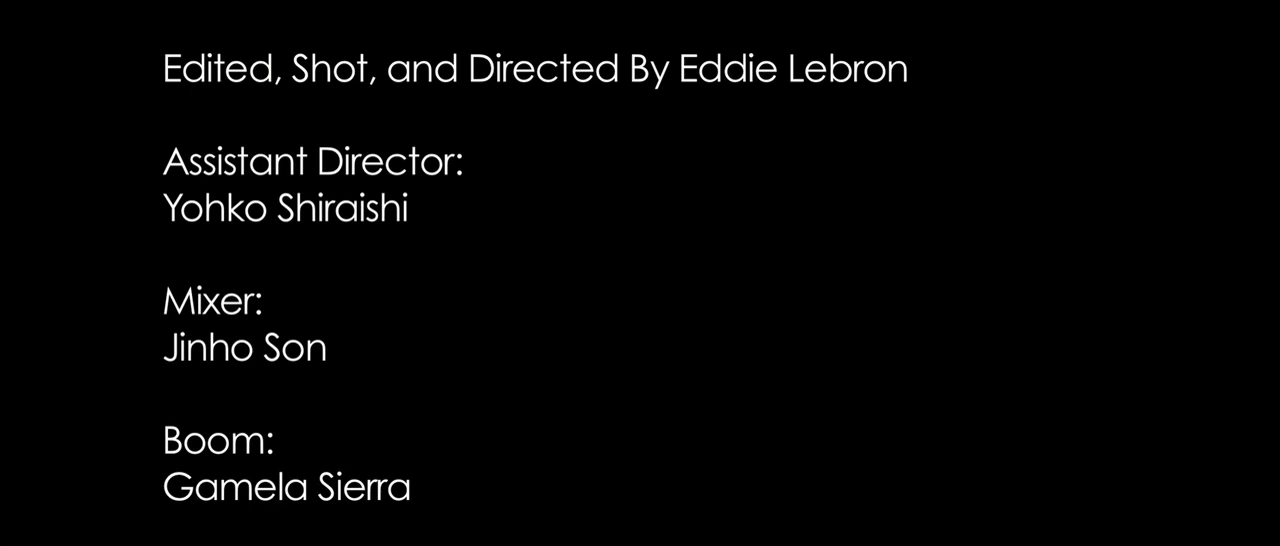 Edited, Shot, and Directed By Eddie Lebron
Assistant Director:
Yohko Shiraishi
Mixer:
Jinho Son
Boom:
Gamela Sierra